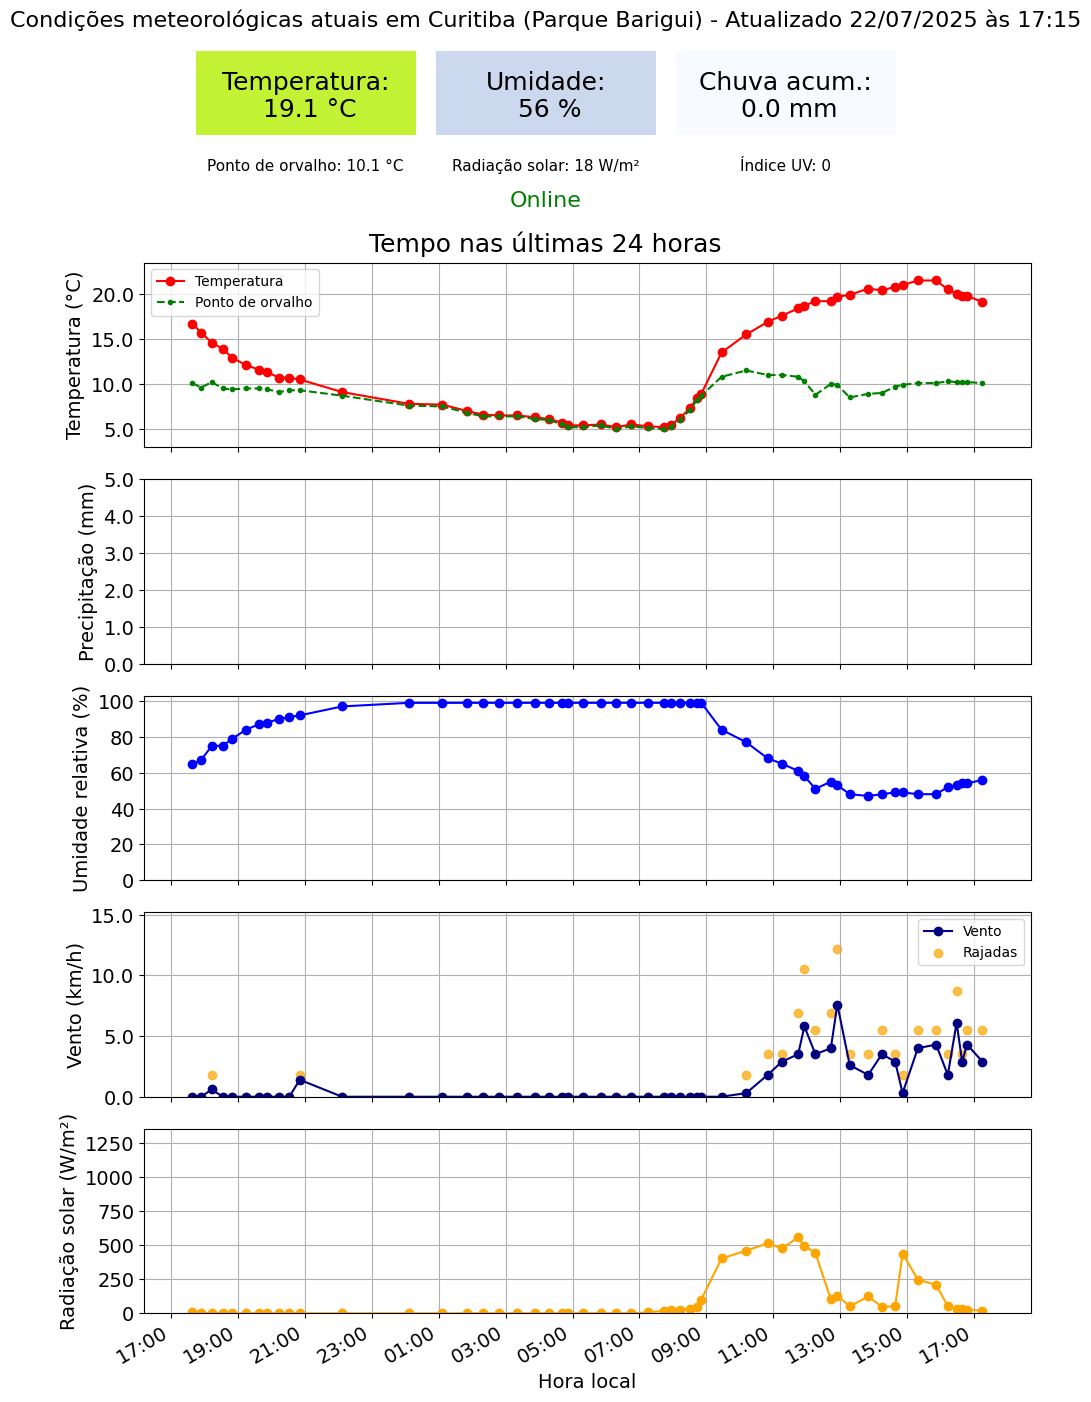 Condições meteorológicas atuais em Curitiba (Parque Barigui) - Atualizado 22/07/2025 às 17:15
Temperatura:
19.1 °C
Umidade:
56 %
Chuva acum.:
0.0 mm
Ponto de orvalho: 10.1 °C
Radiação solar: 18 W/m²
Índice UV: 0
Online
Tempo nas últimas 24 horas
Temperatura (°C)
20.0
15.0
10.0
5.0
Temperatura
Ponto de orvalho
Precipitação (mm)
5.0
4.0
3.0
2.0
1.0
0.0
Umidade relativa (%)
100
80
60
40
20
0
Vento (km/h)
15.0
10.0
5.0
0.0
Vento
Rajadas
Radiação solar (W/m²)
1250
1000
750
500
250
0
17:00
19:00
21:00
23:00
01:00
03:00
05:00
07:00
09:00
11:00
13:00
15:00
17:00
Hora local